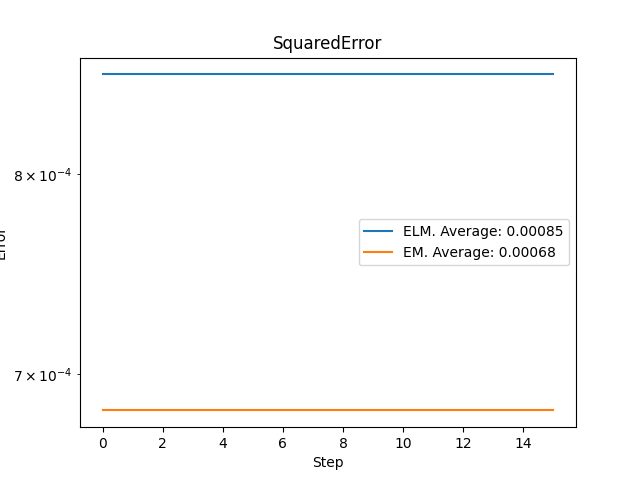 SquaredError
8 × 10⁻⁴
7 × 10⁻⁴
Error
ELM. Average: 0.00085
EM. Average: 0.00068
0 2 4 6 8 10 12 14
Step